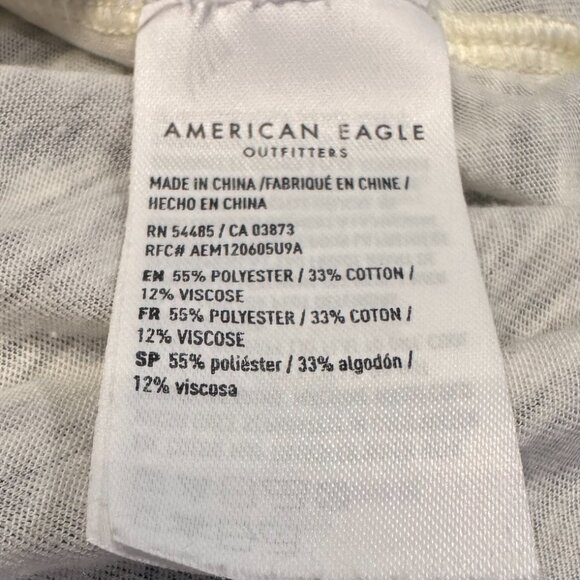 AMERICAN EAGLE
OUTFITTERS
MADE IN CHINA /FABRIQUÉ EN CHINE /
HECHO EN CHINA
RN 54485 / CA 03873
RFC# AEM120605U9A
EN 55% POLYESTER / 33% COTTON /
12% VISCOSE
FR 55% POLYESTER / 33% COTON /
12% VISCOSE
SP 55% poliéster / 33% algodón /
12% viscosa